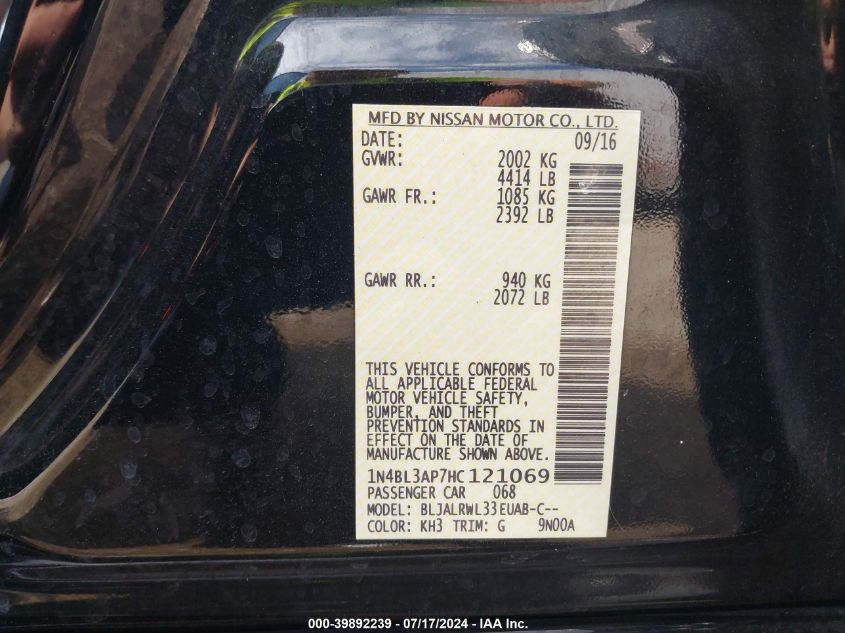 MFD BY NISSAN MOTOR CO., LTD.
DATE: 09/16
GVWR: 2002 KG
4414 LB
GAWR FR.: 1085 KG
2392 LB
GAWR RR.: 940 KG
2072 LB
THIS VEHICLE CONFORMS TO
ALL APPLICABLE FEDERAL
MOTOR VEHICLE SAFETY,
BUMPER, AND THEFT
PREVENTION STANDARDS IN
EFFECT ON THE DATE OF
MANUFACTURE SHOWN ABOVE.
1N4BL3AP7HC121069
PASSENGER CAR 068
MODEL: BLJALRWL33EUAB-C--
COLOR: KH3 TRIM: G 9N00A
000-39892239 - 07/17/2024 - IAA Inc.